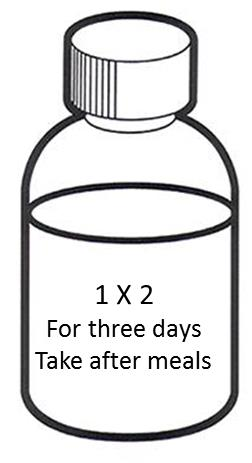 1 X 2
For three days
Take after meals